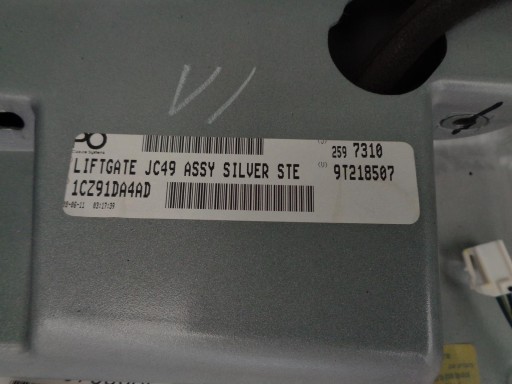 LIFTGATE JC49 ASSY SILVER STE
1CZ91DA4AD
259 7310
(V) 9T218507